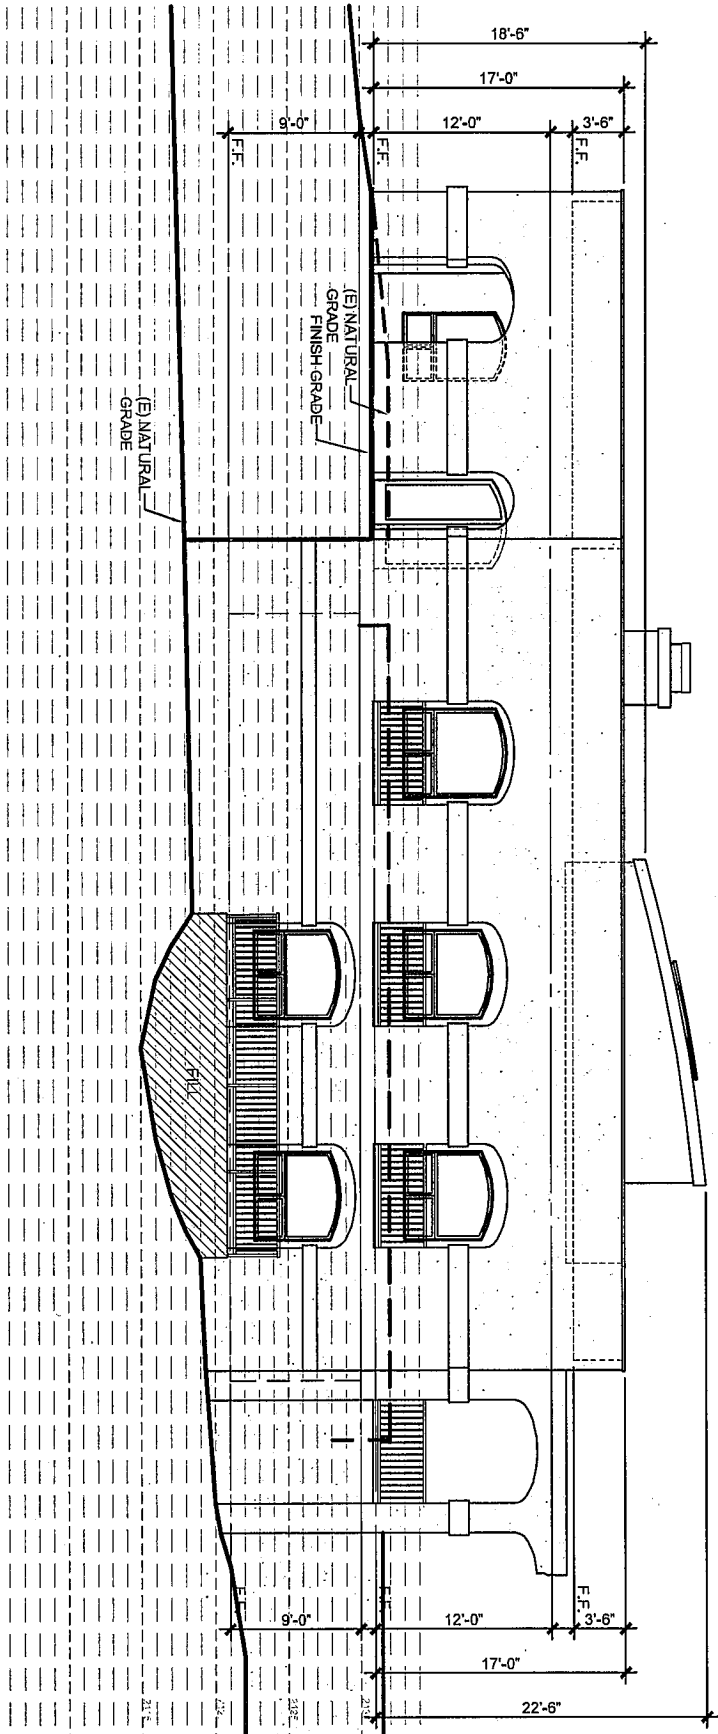 18'-6"
17'-0"
9'-0"
12'-0"
3'-6"
F.F.
F.F.
F.F.
(E) NATURAL
GRADE
FINISH GRADE
(E) NATURAL
GRADE
FILL
F.F.
F.F.
F.F.
9'-0"
12'-0"
3'-6"
17'-0"
22'-6"